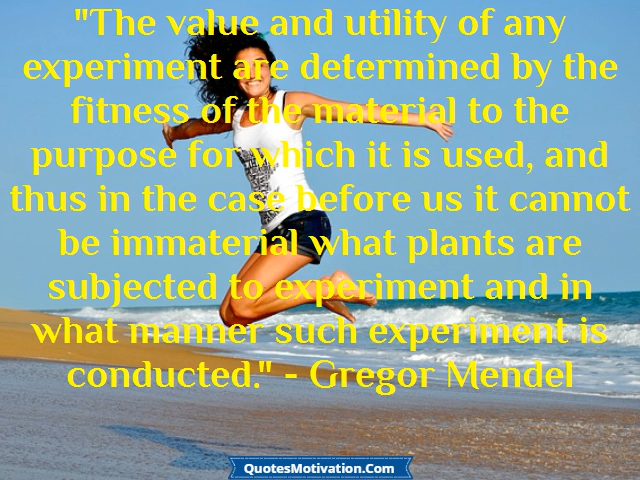 "The value and utility of any
experiment are determined by the
fitness of the material to the
purpose for which it is used, and
thus in the case before us it cannot
be immaterial what plants are
subjected to experiment and in
what manner such experiment is
conducted." - Gregor Mendel
QuotesMotivation.Com